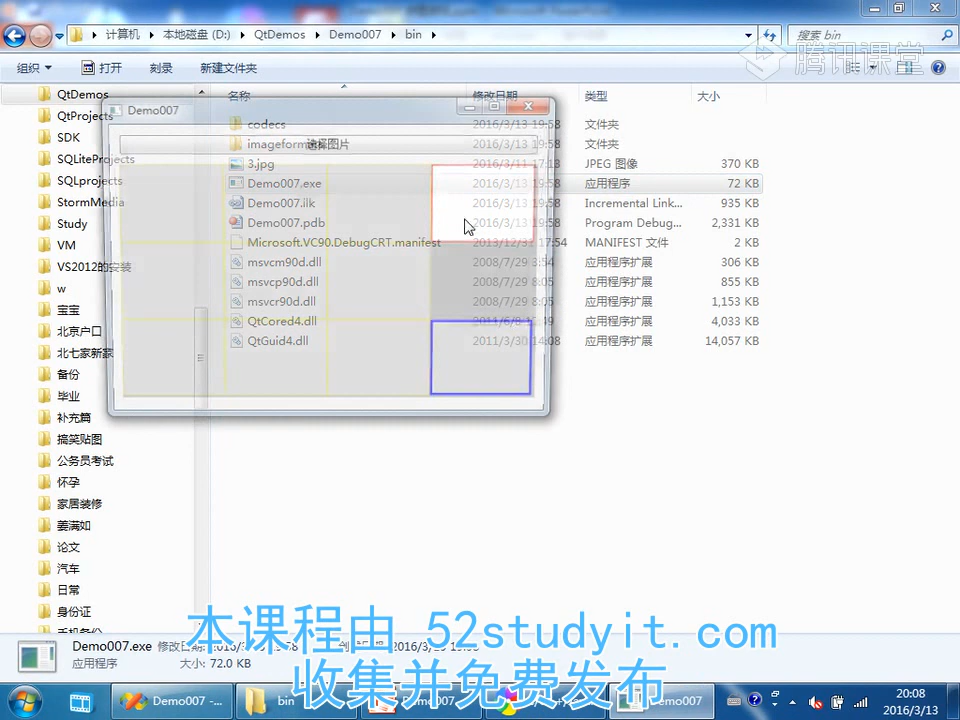 计算机 ▸ 本地磁盘 (D:) ▸ QtDemos ▸ Demo007 ▸ bin ▸
搜索 bin
腾讯课堂
组织 打开 刻录 新建文件夹
名称 修改日期 类型 大小
QtDemos
QtProjects
SDK
SQLiteProjects
SQLprojects
StormMedia
Study
VM
VS2012的安装
w
宝宝
北京户口
北七家新蒙
备份
毕业
补充篇
搞笑贴图
公务员考试
怀孕
家居装修
姜满如
论文
汽车
日常
身份证
手机备份
Demo007
选择图片
codecs 2016/3/13 19:58 文件夹
imageform 2016/3/13 19:58 文件夹
3.jpg 2016/3/11 17:13 JPEG 图像 370 KB
Demo007.exe 2016/3/13 19:58 应用程序 72 KB
Demo007.ilk 2016/3/13 19:58 Incremental Link... 935 KB
Demo007.pdb 2016/3/13 19:58 Program Debug... 2,331 KB
Microsoft.VC90.DebugCRT.manifest 2013/12/31 17:54 MANIFEST 文件 2 KB
msvcm90d.dll 2008/7/29 3:54 应用程序扩展 306 KB
msvcp90d.dll 2008/7/29 8:05 应用程序扩展 855 KB
msvcr90d.dll 2008/7/29 8:05 应用程序扩展 1,153 KB
QtCored4.dll 应用程序扩展 4,033 KB
QtGuid4.dll 2011/3/30 14:08 应用程序扩展 14,057 KB
Demo007.exe 修改日期: 2016/3/13
应用程序 大小: 72.0 KB
本课程由 52studyit.com
收集并免费发布
Demo007 -... bin Demo007
20:08
2016/3/13